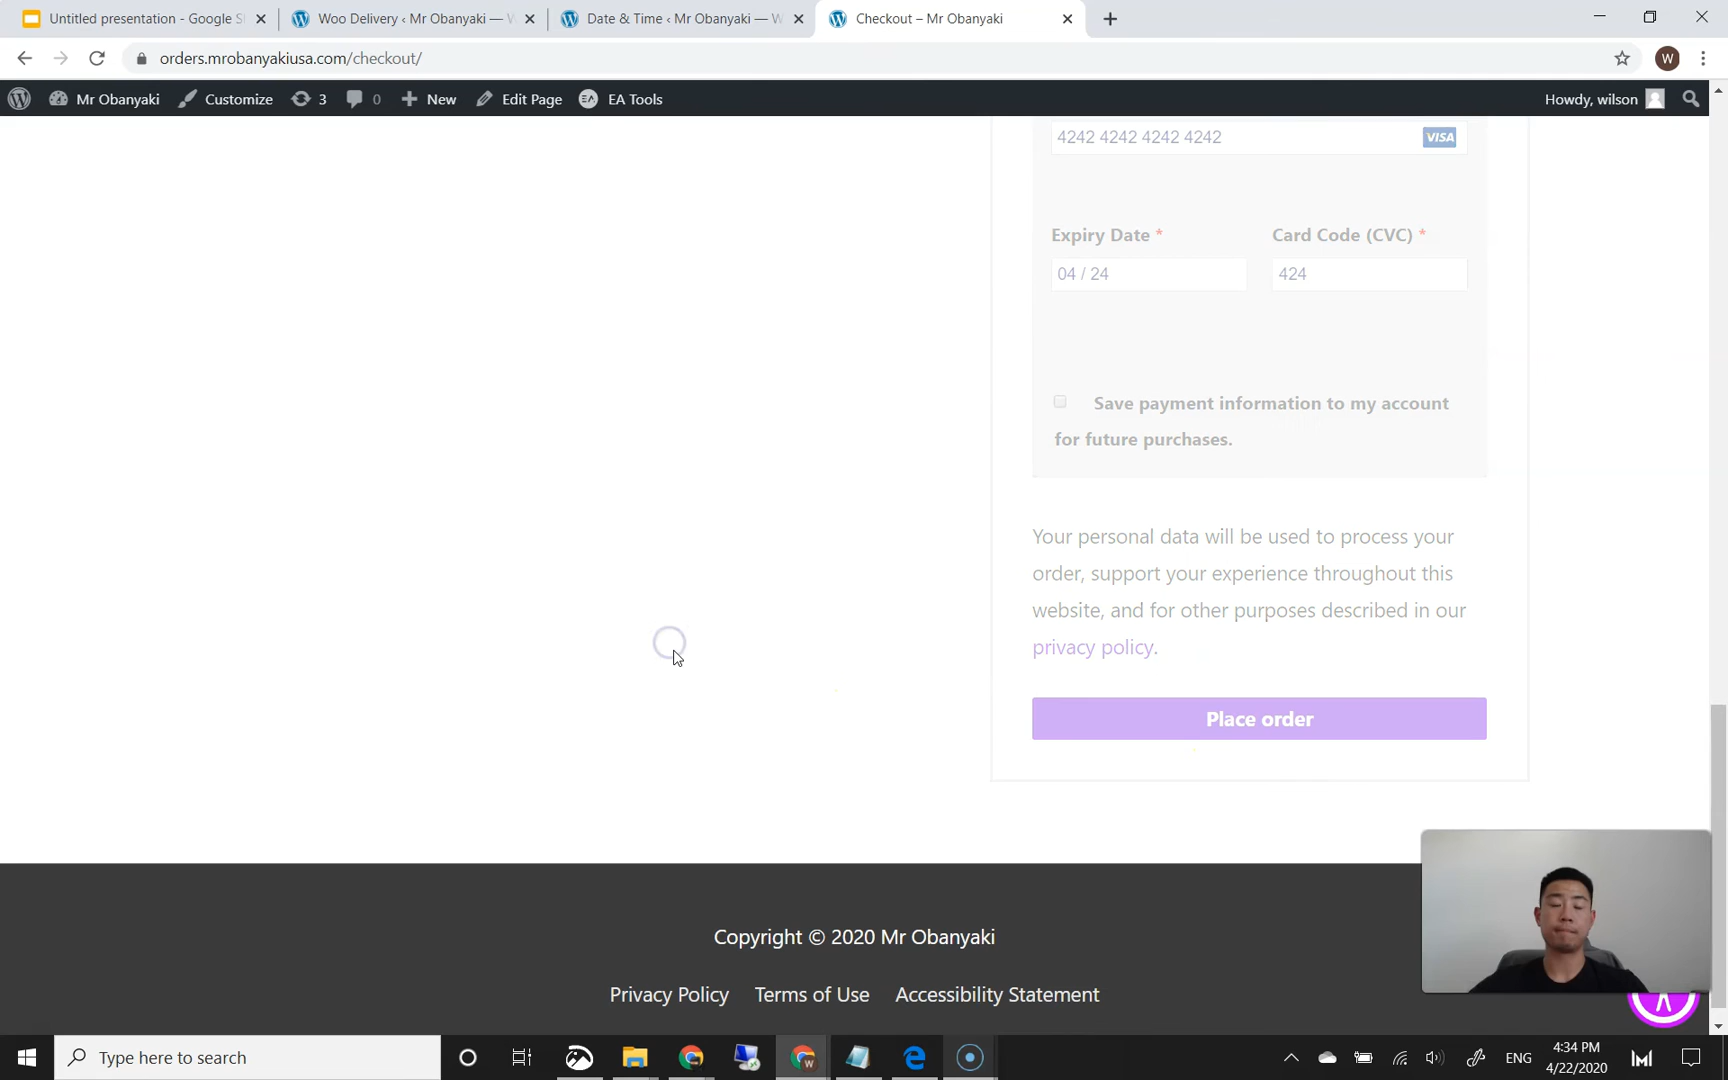 Untitled presentation - Google S
Woo Delivery ‹ Mr Obanyaki — W
Date & Time ‹ Mr Obanyaki — W
Checkout – Mr Obanyaki
orders.mrobanyakiusa.com/checkout/
W
Mr Obanyaki
Customize
3
0
New
Edit Page
EA
EA Tools
Howdy, wilson
4242 4242 4242 4242
VISA
Expiry Date *
Card Code (CVC) *
04 / 24
424
Save payment information to my account
for future purchases.
Your personal data will be used to process your
order, support your experience throughout this
website, and for other purposes described in our
privacy policy.
Place order
Copyright © 2020 Mr Obanyaki
Privacy Policy
Terms of Use
Accessibility Statement
Type here to search
ENG
4:34 PM
4/22/2020